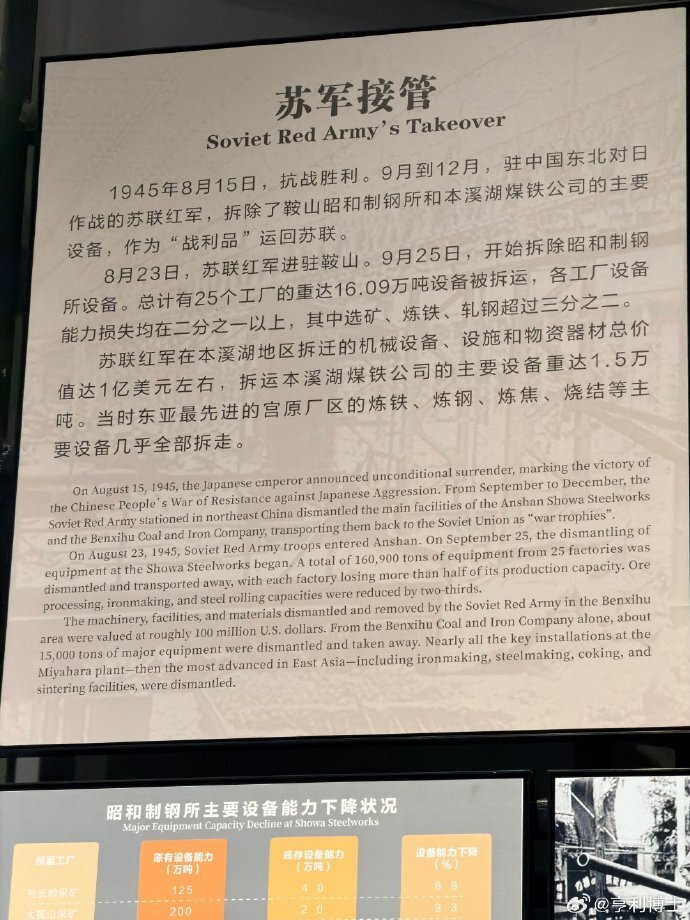 苏军接管
Soviet Red Army's Takeover
1945年8月15日，抗战胜利。9月到12月，驻中国东北对日
作战的苏联红军，拆除了鞍山昭和制钢所和本溪湖煤铁公司的主要
设备，作为“战利品”运回苏联。
8月23日，苏联红军进驻鞍山。9月25日，开始拆除昭和制钢
所设备。总计有25个工厂的重达16.09万吨设备被拆运，各工厂设备
能力损失均在二分之一以上，其中选矿、炼铁、轧钢超过三分之二。
苏联红军在本溪湖地区拆迁的机械设备、设施和物资器材总价
值达1亿美元左右，拆运本溪湖煤铁公司的主要设备重达1.5万
吨。当时东亚最先进的宫原厂区的炼铁、炼钢、炼焦、烧结等主
要设备几乎全部拆走。
On August 15, 1945, the Japanese emperor announced unconditional surrender, marking the victory of
the Chinese People's War of Resistance against Japanese Aggression. From September to December, the
Soviet Red Army stationed in northeast China dismantled the main facilities of the Anshan Showa Steelworks
and the Benxihu Coal and Iron Company, transporting them back to the Soviet Union as “war trophies”.
On August 23, 1945, Soviet Red Army troops entered Anshan. On September 25, the dismantling of
equipment at the Showa Steelworks began. A total of 160,900 tons of equipment from 25 factories was
dismantled and transported away, with each factory losing more than half of its production capacity. Ore
processing, ironmaking, and steel rolling capacities were reduced by two-thirds.
The machinery, facilities, and materials dismantled and removed by the Soviet Red Army in the Benxihu
area were valued at roughly 100 million U.S. dollars. From the Benxihu Coal and Iron Company alone, about
15,000 tons of major equipment were dismantled and taken away. Nearly all the key installations at the
Miyahara plant—then the most advanced in East Asia—including ironmaking, steelmaking, coking, and
sintering facilities, were dismantled.
昭和制钢所主要设备能力下降状况
Major Equipment Capacity Decline at Showa Steelworks
所属工厂 原有设备能力（万吨） 残存设备能力（万吨） 设备能力下降（%）
弓长岭采矿 125 40 68
大孤山采矿 200 20 93
@亨利博士